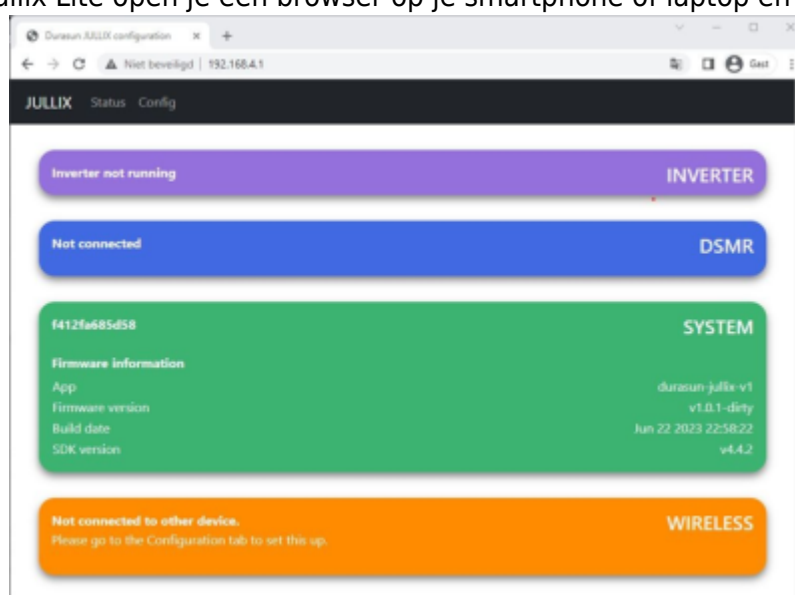 ullix Lite open je een browser op je smartphone of laptop en
Durasun JULLIX configuration
Niet beveiligd | 192.168.4.1
Gast
JULLIX Status Config
Inverter not running INVERTER
Not connected DSMR
f412fa685d58 SYSTEM
Firmware information
App durasun-jullix-v1
Firmware version v1.0.1-dirty
Build date Jun 22 2023 22:58:22
SDK version v4.4.2
Not connected to other device. WIRELESS
Please go to the Configuration tab to set this up.